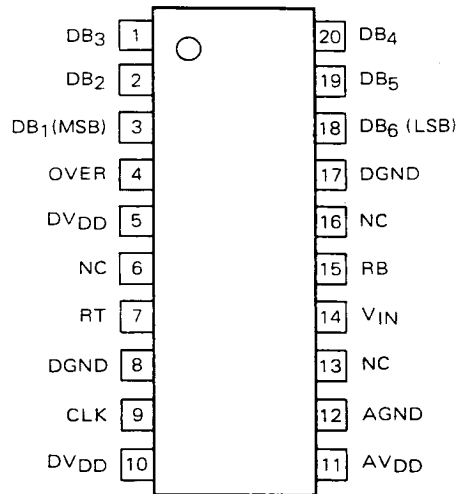 DB3 1 20 DB4
DB2 2 19 DB5
DB1(MSB) 3 18 DB6 (LSB)
OVER 4 17 DGND
DVDD 5 16 NC
NC 6 15 RB
RT 7 14 VIN
DGND 8 13 NC
CLK 9 12 AGND
DVDD 10 11 AVDD